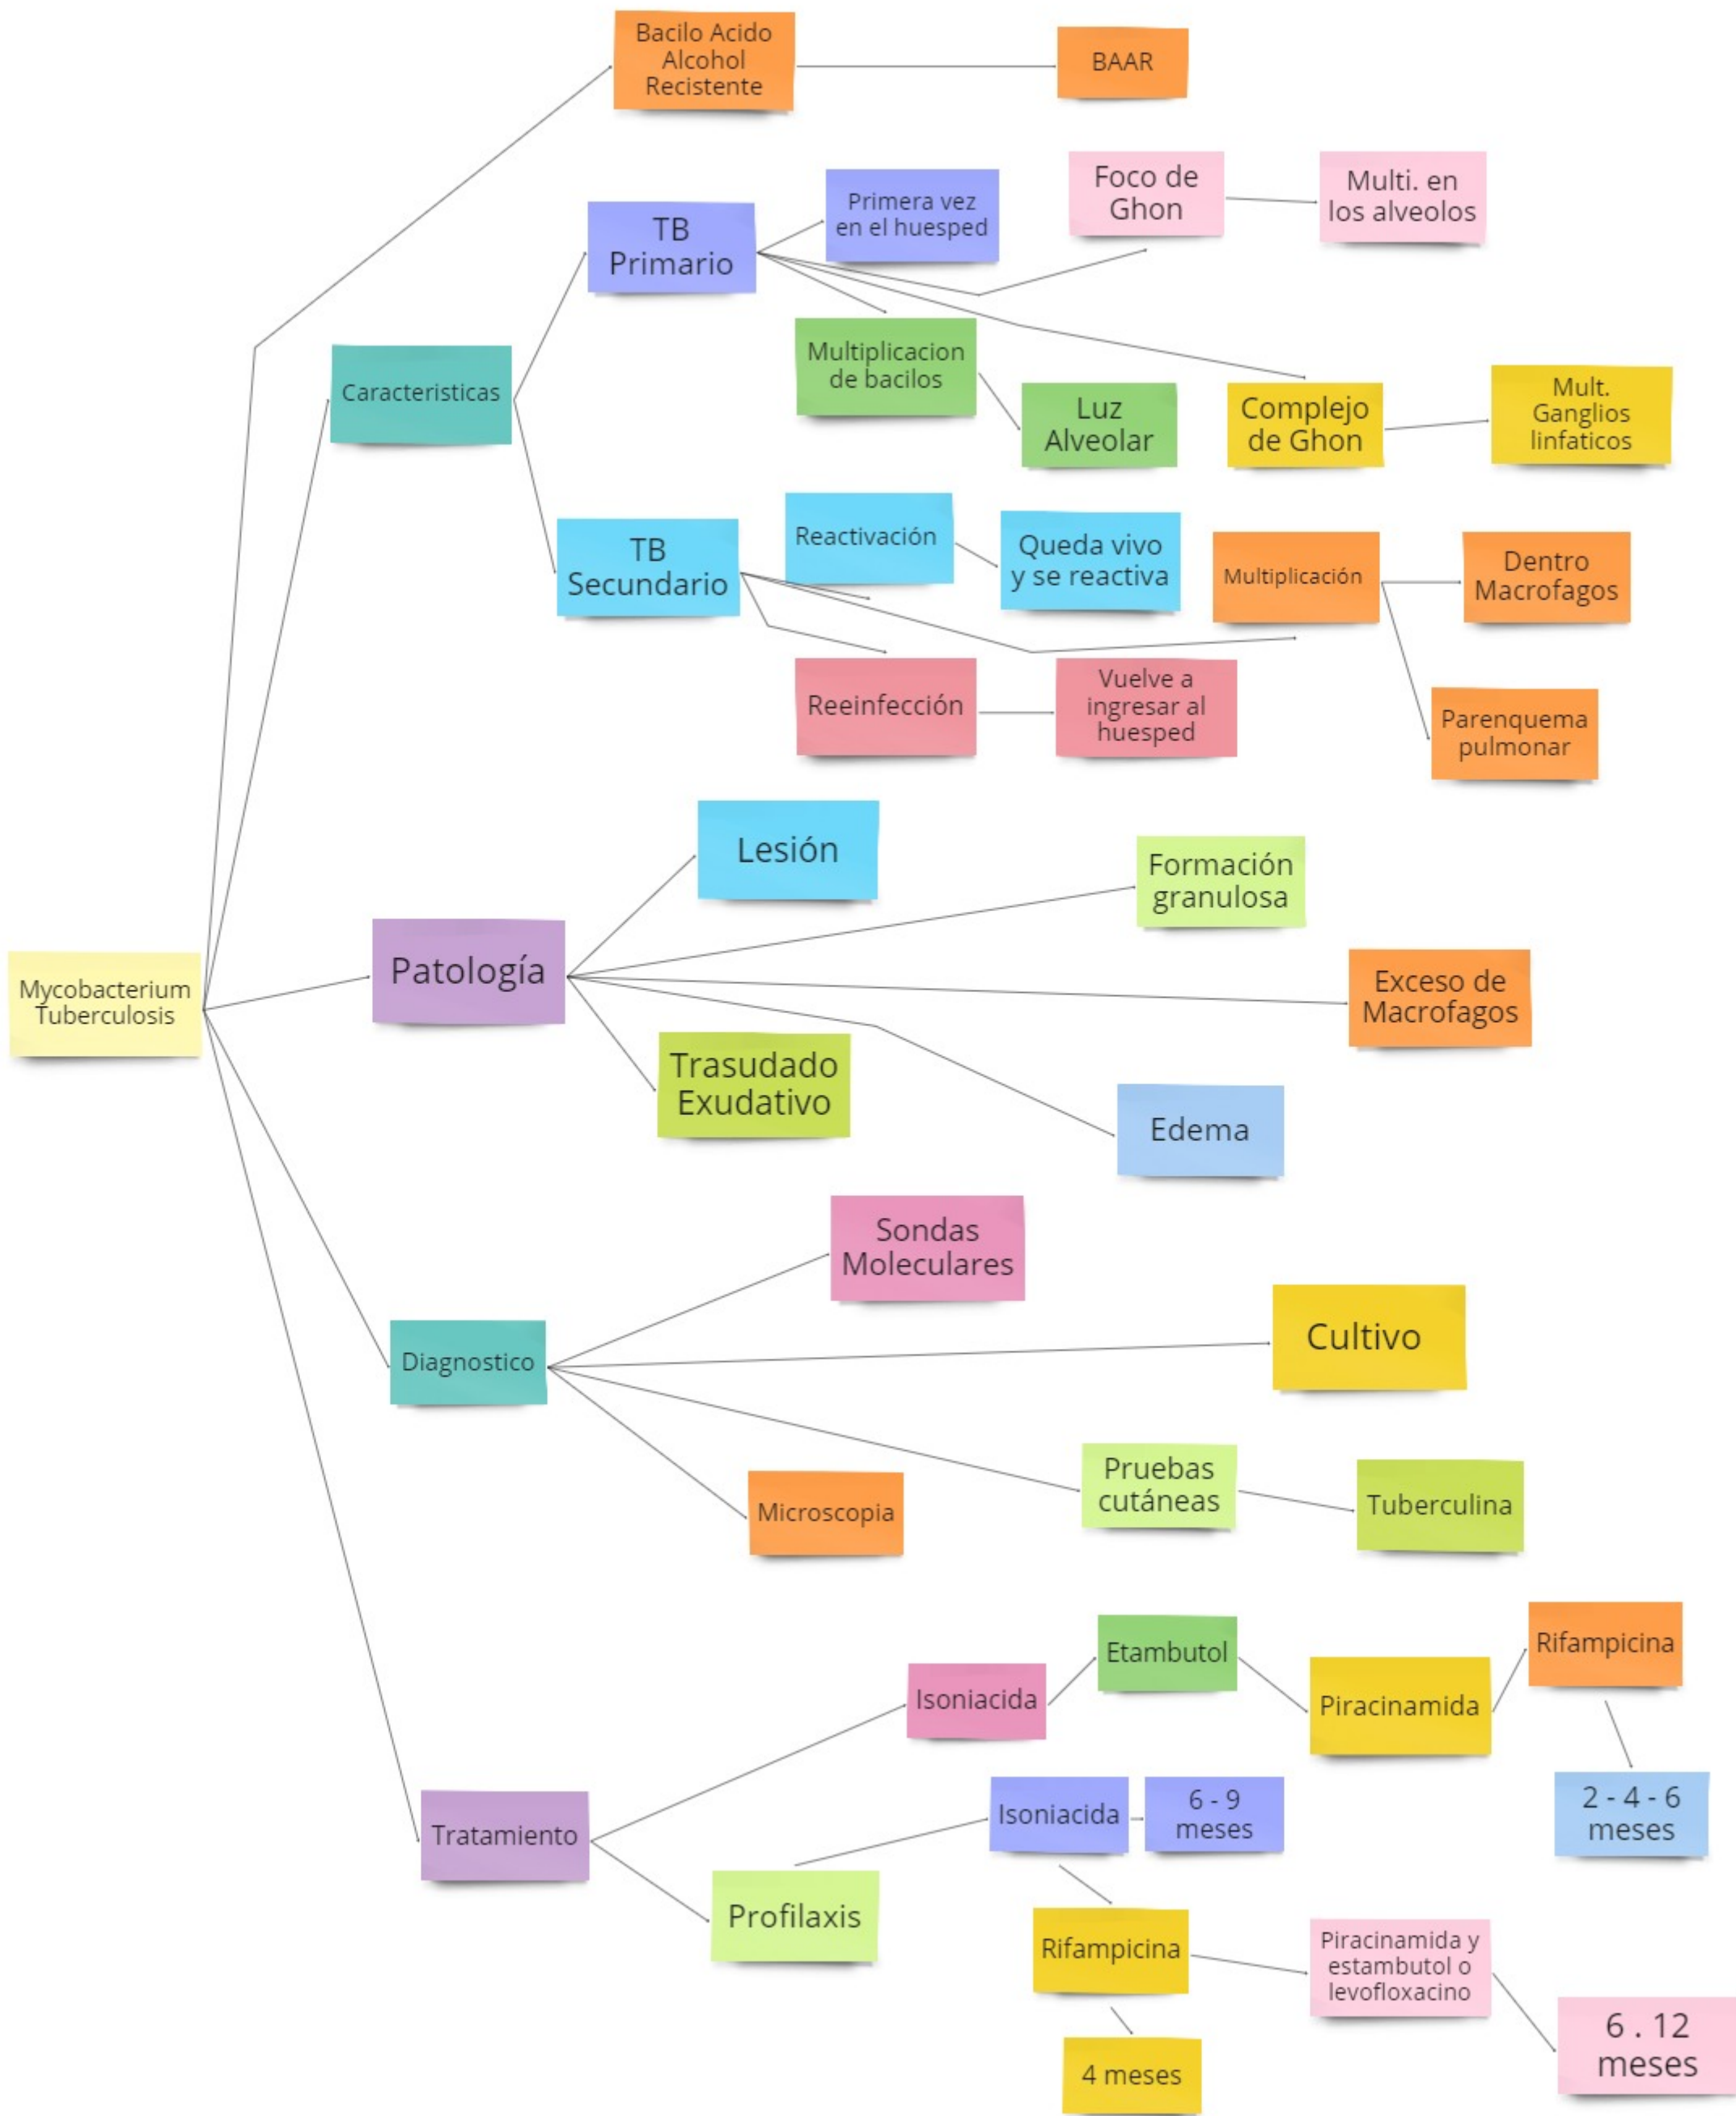 Bacilo Acido
Alcohol
Recistente
BAAR
TB
Primario
Primera vez
en el huesped
Foco de
Ghon
Multi. en
los alveolos
Caracteristicas
Multiplicacion
de bacilos
Luz
Alveolar
Complejo
de Ghon
Mult.
Ganglios
linfaticos
TB
Secundario
Reactivación
Queda vivo
y se reactiva
Multiplicación
Dentro
Macrofagos
Reeinfección
Vuelve a
ingresar al
huesped
Parenquema
pulmonar
Mycobacterium
Tuberculosis
Patología
Lesión
Formación
granulosa
Exceso de
Macrofagos
Trasudado
Exudativo
Edema
Diagnostico
Sondas
Moleculares
Cultivo
Pruebas
cutáneas
Tuberculina
Microscopia
Tratamiento
Isoniacida
Etambutol
Piracinamida
Rifampicina
2 - 4 - 6
meses
Profilaxis
Isoniacida
6 - 9
meses
Rifampicina
4 meses
Piracinamida y
estambutol o
levofloxacino
6 . 12
meses